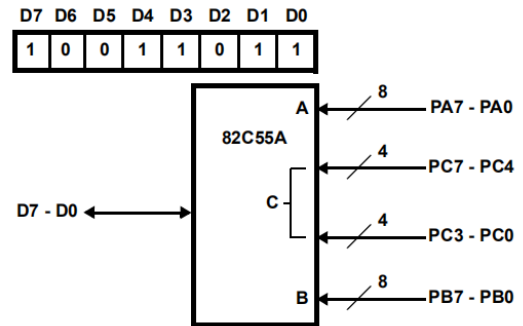 D7 D6 D5 D4 D3 D2 D1 D0
1 0 0 1 1 0 1 1
A 8 PA7 - PA0
82C55A
4 PC7 - PC4
C
D7 - D0
4 PC3 - PC0
B 8 PB7 - PB0